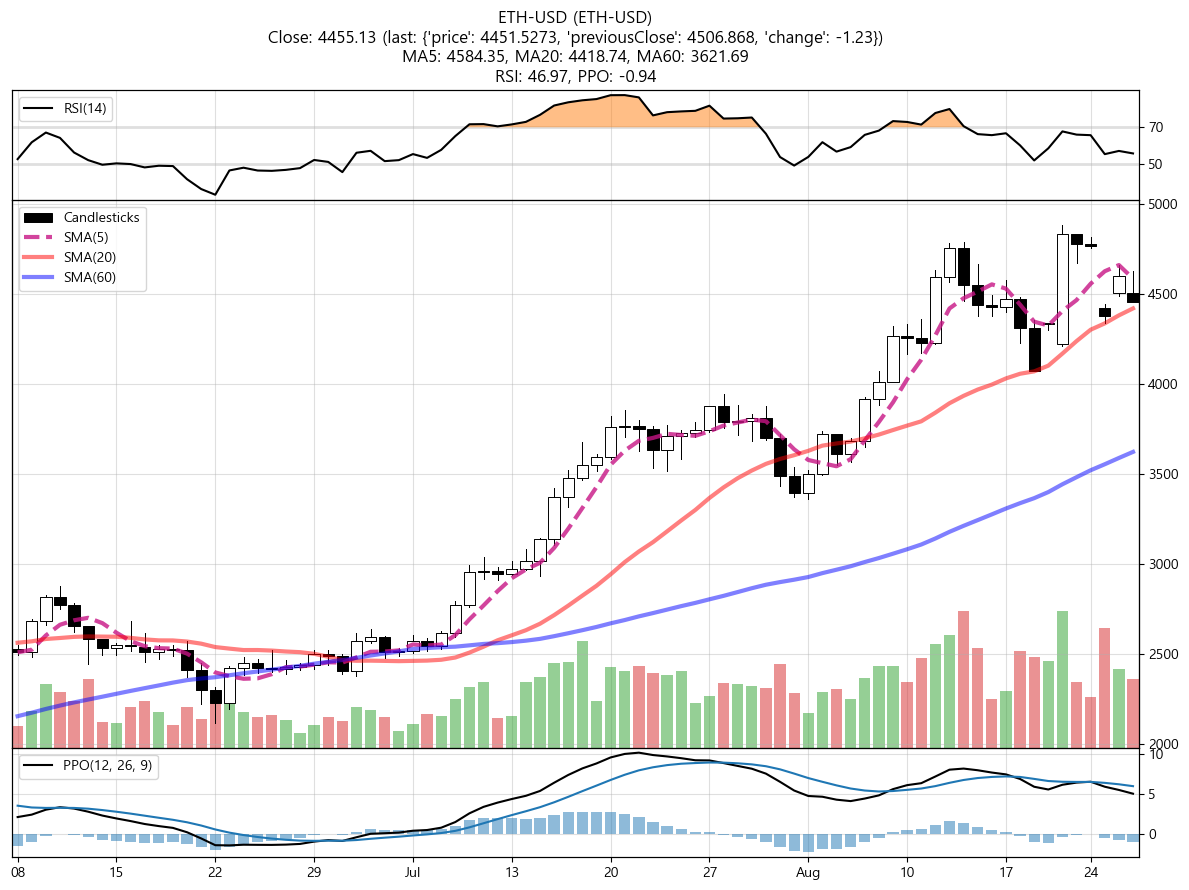 ETH-USD (ETH-USD)
Close: 4455.13 (last: {'price': 4451.5273, 'previousClose': 4506.868, 'change': -1.23})
MA5: 4584.35, MA20: 4418.74, MA60: 3621.69
RSI: 46.97, PPO: -0.94
RSI(14)
70
50
Candlesticks
SMA(5)
SMA(20)
SMA(60)
5000
4500
4000
3500
3000
2500
2000
PPO(12, 26, 9)
10
5
0
08 15 22 29 Jul 13 20 27 Aug 10 17 24